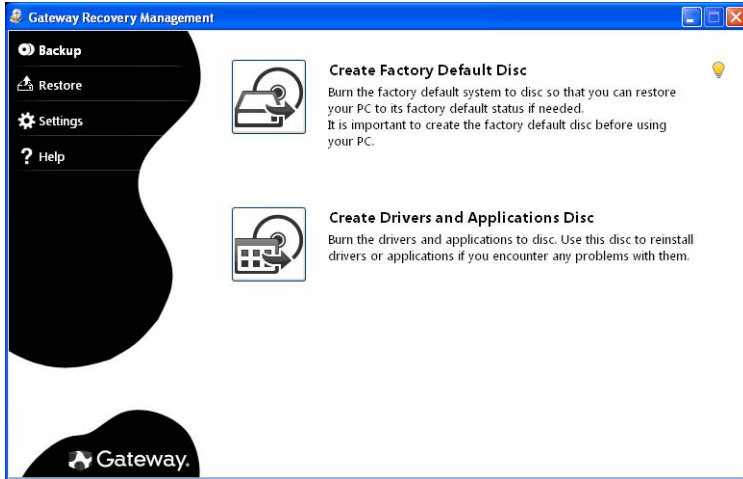 Gateway Recovery Management
Backup
Restore
Settings
? Help
Create Factory Default Disc
Burn the factory default system to disc so that you can restore
your PC to its factory default status if needed.
It is important to create the factory default disc before using
your PC.
Create Drivers and Applications Disc
Burn the drivers and applications to disc. Use this disc to reinstall
drivers or applications if you encounter any problems with them.
Gateway.